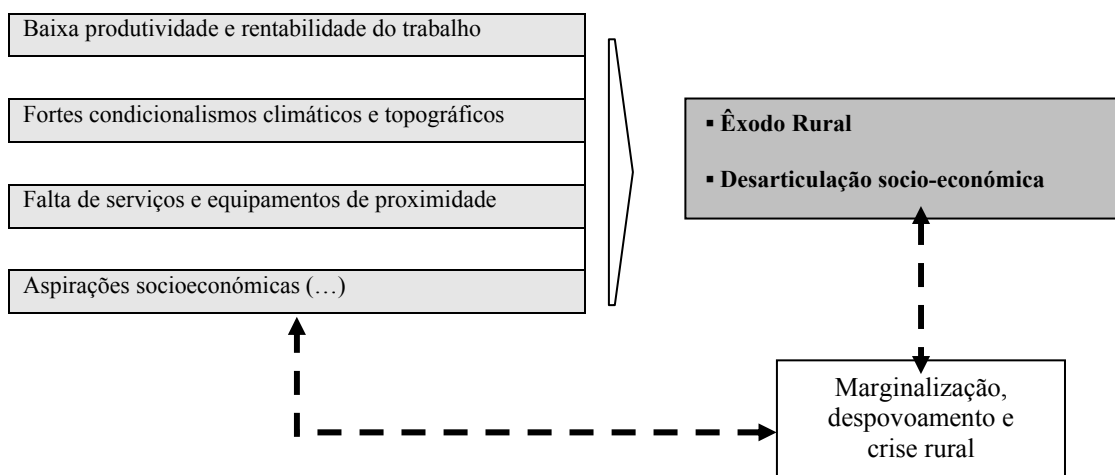 Baixa produtividade e rentabilidade do trabalho
Fortes condicionalismos climáticos e topográficos
Falta de serviços e equipamentos de proximidade
Aspirações socioeconómicas (…)
▪ Êxodo Rural
▪ Desarticulação socio-económica
Marginalização,
despovoamento e
crise rural